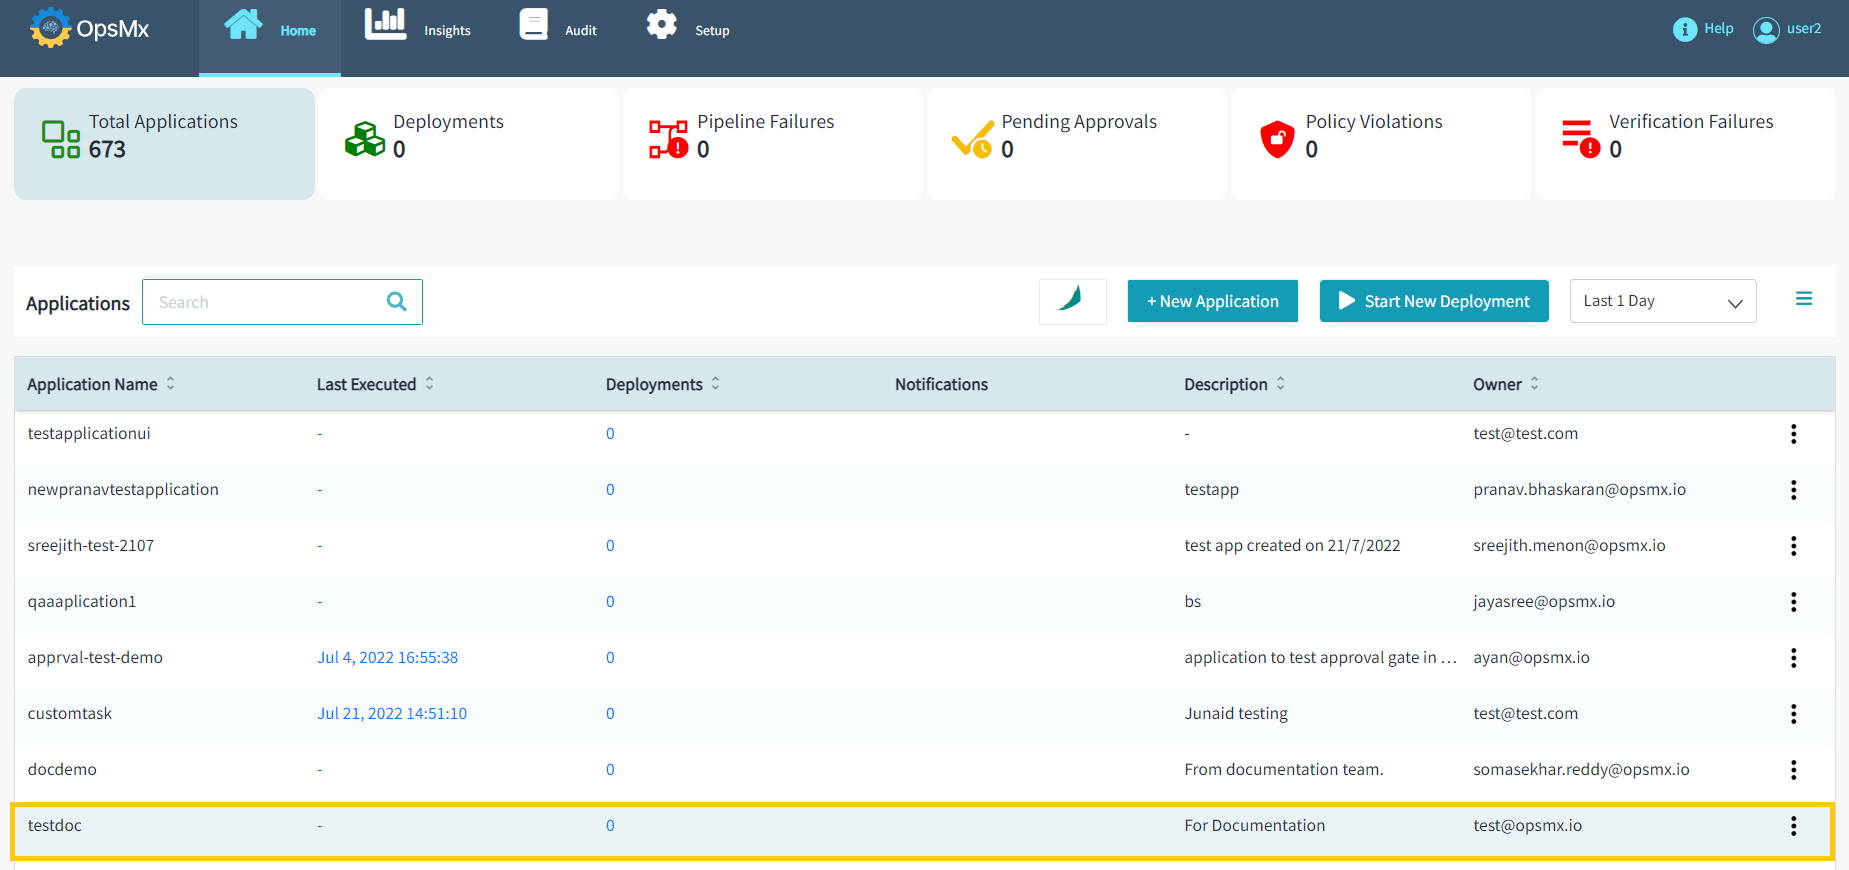 OpsMx Home Insights Audit Setup Help user2
Total Applications Deployments Pipeline Failures Pending Approvals Policy Violations Verification Failures
673 0 0 0 0 0
Applications Search + New Application Start New Deployment Last 1 Day
Application Name Last Executed Deployments Notifications Description Owner
testapplicationui - 0 - test@test.com
newpranavtestapplication - 0 testapp pranav.bhaskaran@opsmx.io
sreejith-test-2107 - 0 test app created on 21/7/2022 sreejith.menon@opsmx.io
qaaaplication1 - 0 bs jayasree@opsmx.io
apprval-test-demo Jul 4, 2022 16:55:38 0 application to test approval gate in ... ayan@opsmx.io
customtask Jul 21, 2022 14:51:10 0 Junaid testing test@test.com
docdemo - 0 From documentation team. somasekhar.reddy@opsmx.io
testdoc - 0 For Documentation test@opsmx.io